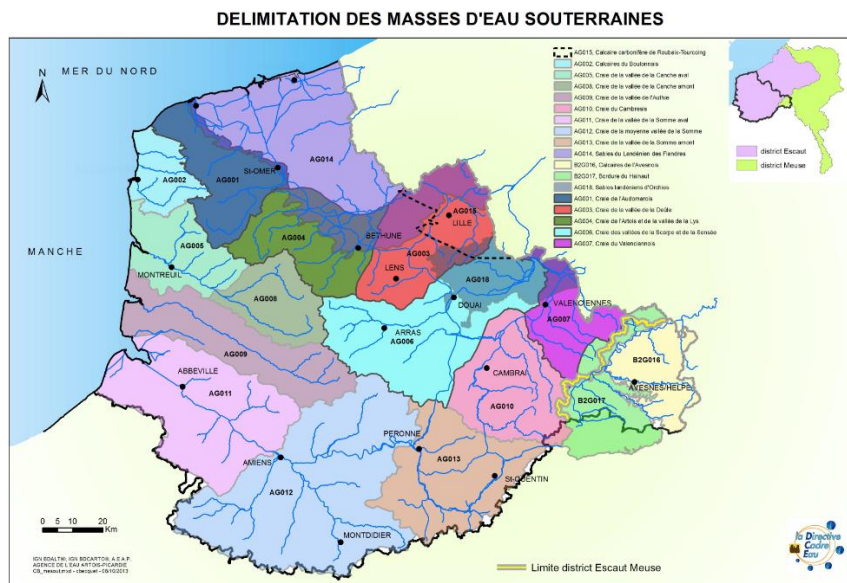 DELIMITATION DES MASSES D'EAU SOUTERRAINES
MER DU NORD
N
MANCHE
AG015, Calcaire carbonifère de Roubaix-Tourcoing
AG002, Calcaires du Boulonnais
AG005, Craie de la vallée de la Canche aval
AG008, Craie de la vallée de la Canche amont
AG009, Craie de la vallée de l'Authie
AG010, Craie du Cambresis
AG011, Craie de la vallée de la Somme aval
AG012, Craie de la moyenne vallée de la Somme
AG013, Craie de la vallée de la Somme amont
AG014, Sables du Landénien des Flandres
B2G016, Calcaires de l'Avesnois
B2G017, Bordure du Hainaut
AG018, Sables landéniens d'Orchies
AG001, Craie de l'Audomarois
AG003, Craie de la vallée de la Deûle
AG004, Craie de l'Artois et de la vallée de la Lys
AG006, Craie des vallées de la Scarpe et de la Sensée
AG007, Craie du Valenciennois
district Escaut
district Meuse
AG014
St-OMER
AG002
AG001
AG015
LILLE
AG004
BETHUNE
AG005
AG003
MONTREUIL
LENS
AG018
AG008
DOUAI
VALENCIENNES
AG007
ARRAS
AG006
AG009
B2G016
ABBEVILLE
CAMBRAI
AVESNES/HELPE
AG011
AG010
B2G017
PERONNE
AMIENS
AG013
St-QUENTIN
AG012
MONTDIDIER
0 5 10 20
Km
IGN BDALTI®, IGN BDCARTO®, A.E.A.P.
AGENCE DE L'EAU ARTOIS-PICARDIE
Limite district Escaut Meuse
la Directive
Cadre
Eau